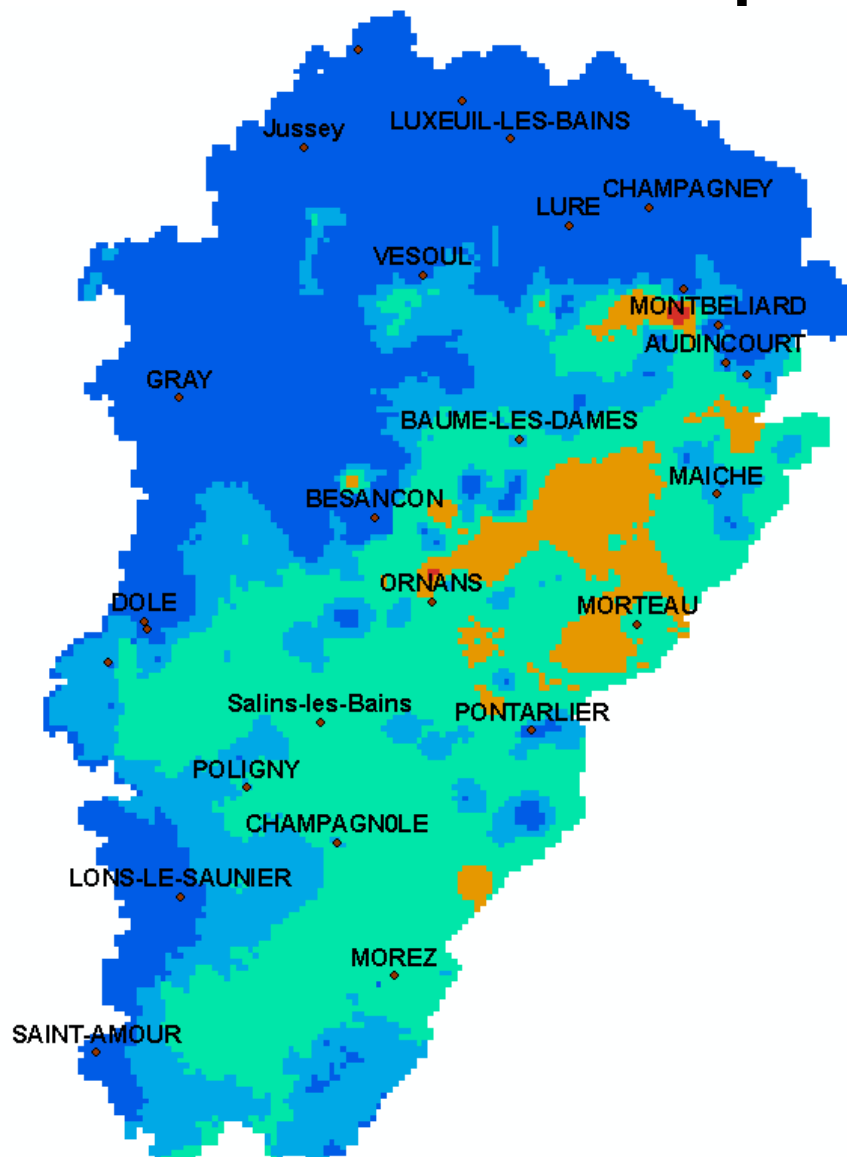 LUXEUIL-LES-BAINS
Jussey
CHAMPAGNEY
LURE
VESOUL
MONTBELIARD
AUDINCOURT
GRAY
BAUME-LES-DAMES
MAICHE
BESANCON
ORNANS
DOLE
MORTEAU
Salins-les-Bains
PONTARLIER
POLIGNY
CHAMPAGN0LE
LONS-LE-SAUNIER
MOREZ
SAINT-AMOUR